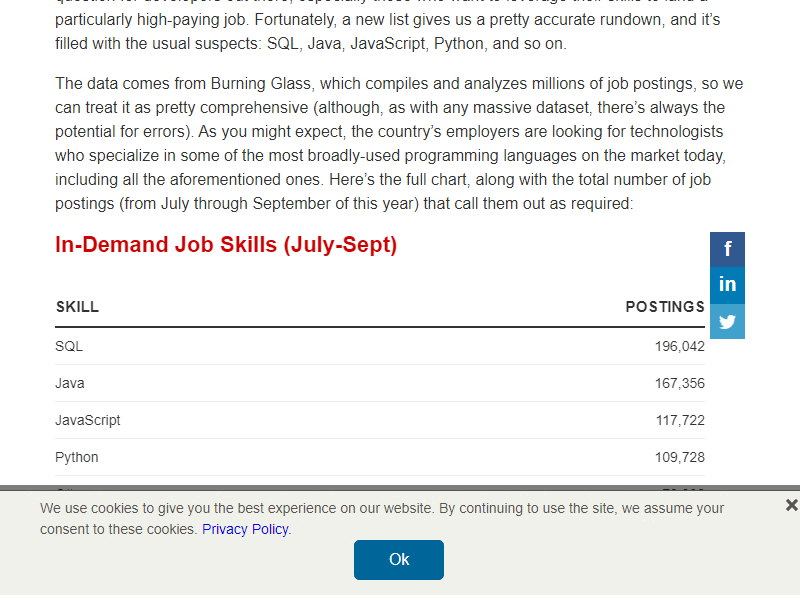 particularly high-paying job. Fortunately, a new list gives us a pretty accurate rundown, and it's
filled with the usual suspects: SQL, Java, JavaScript, Python, and so on.
The data comes from Burning Glass, which compiles and analyzes millions of job postings, so we
can treat it as pretty comprehensive (although, as with any massive dataset, there's always the
potential for errors). As you might expect, the country's employers are looking for technologists
who specialize in some of the most broadly-used programming languages on the market today,
including all the aforementioned ones. Here's the full chart, along with the total number of job
postings (from July through September of this year) that call them out as required:
In-Demand Job Skills (July-Sept)
f
in
SKILL POSTINGS
SQL 196,042
Java 167,356
JavaScript 117,722
Python 109,728
We use cookies to give you the best experience on our website. By continuing to use the site, we assume your
consent to these cookies. Privacy Policy.
Ok